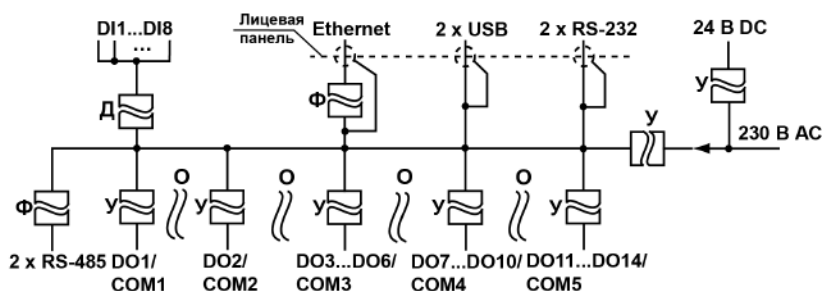 DI1...DI8
...
Лицевая
панель
Ethernet
2 x USB
2 x RS-232
24 В DC
Д
Ф
У
У
230 В AC
О
О
О
О
Ф
У
У
У
У
У
2 x RS-485
DO1/
COM1
DO2/
COM2
DO3...DO6/
COM3
DO7...DO10/
COM4
DO11...DO14/
COM5